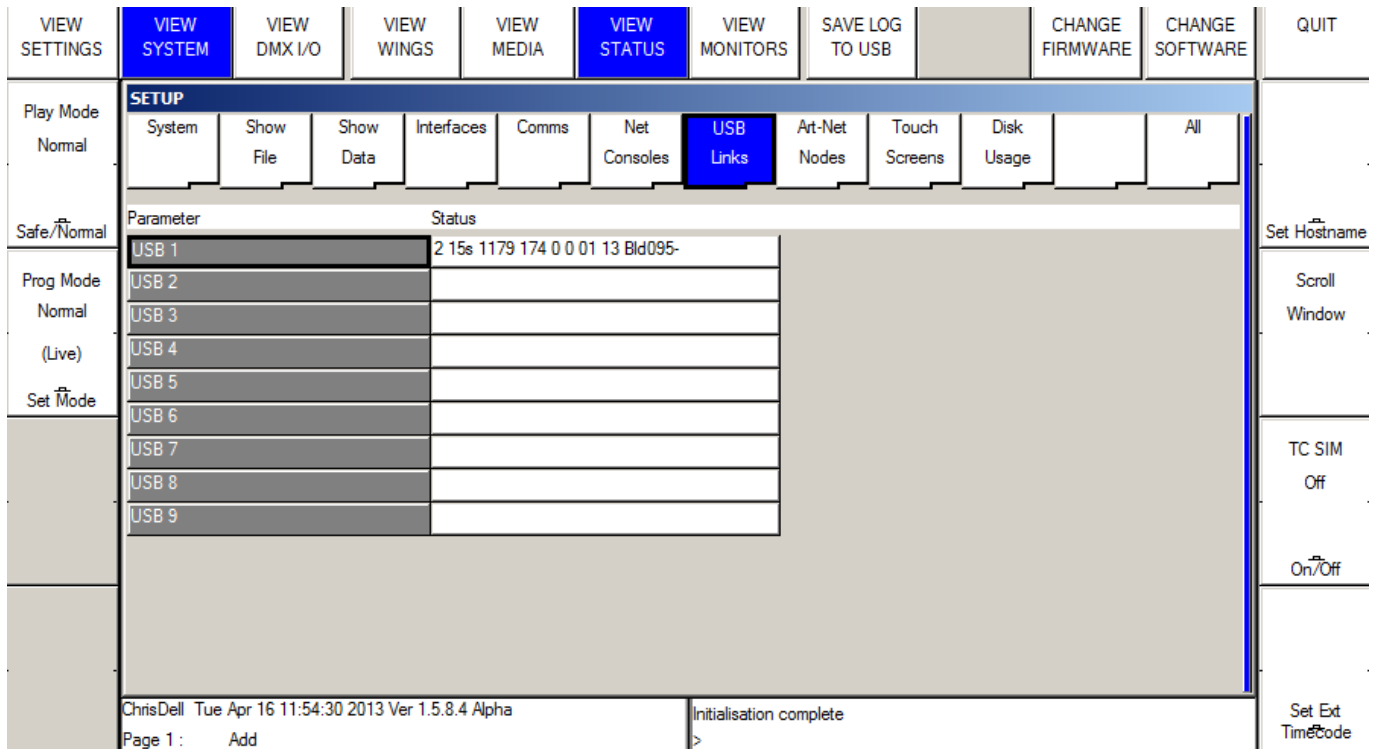 VIEW SETTINGS
VIEW SYSTEM
VIEW DMX I/O
VIEW WINGS
VIEW MEDIA
VIEW STATUS
VIEW MONITORS
SAVE LOG TO USB
CHANGE FIRMWARE
CHANGE SOFTWARE
QUIT
Play Mode
Normal
Safe/Normal
Prog Mode
Normal
(Live)
Set Mode
SETUP
System
Show File
Show Data
Interfaces
Comms
Net Consoles
USB Links
Art-Net Nodes
Touch Screens
Disk Usage
All
Parameter Status
USB 1 2 15s 1179 174 0 0 01 13 Bld095-
USB 2
USB 3
USB 4
USB 5
USB 6
USB 7
USB 8
USB 9
Set Hostname
Scroll
Window
TC SIM
Off
On/Off
Set Ext
Timecode
ChrisDell Tue Apr 16 11:54:30 2013 Ver 1.5.8.4 Alpha
Page 1 : Add
Initialisation complete
>